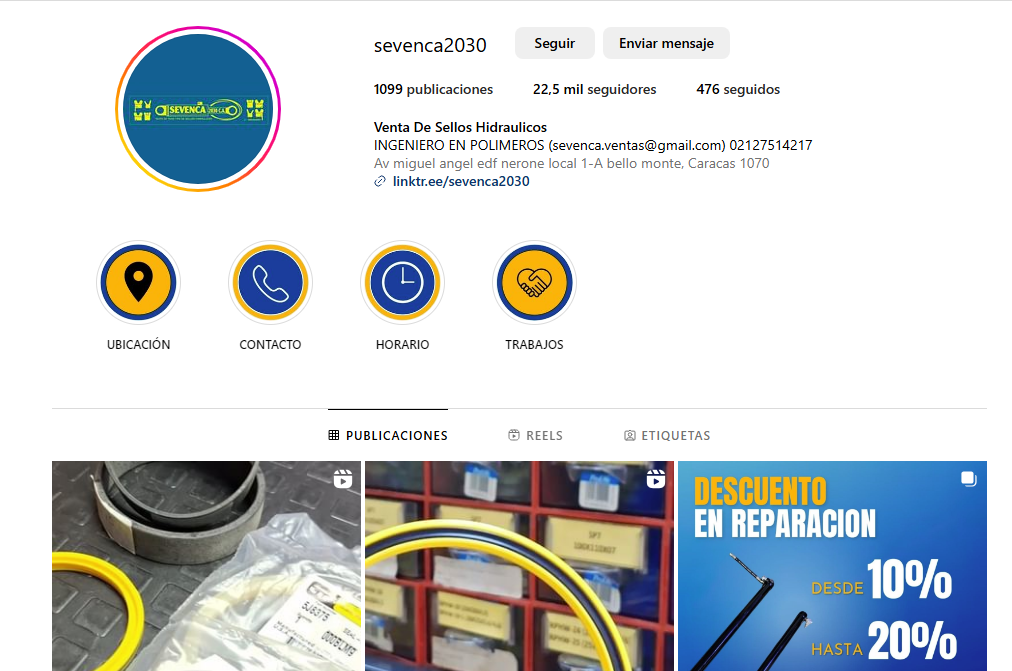 sevenca2030
Seguir
Enviar mensaje
1099 publicaciones
22,5 mil seguidores
476 seguidos
Venta De Sellos Hidraulicos
INGENIERO EN POLIMEROS (sevenca.ventas@gmail.com) 02127514217
Av miguel angel edf nerone local 1-A bello monte, Caracas 1070
linktr.ee/sevenca2030
SEVENCA
UBICACIÓN
CONTACTO
HORARIO
TRABAJOS
PUBLICACIONES
REELS
ETIQUETAS
5J8375
DESCUENTO
EN REPARACION
DESDE 10%
HASTA 20%